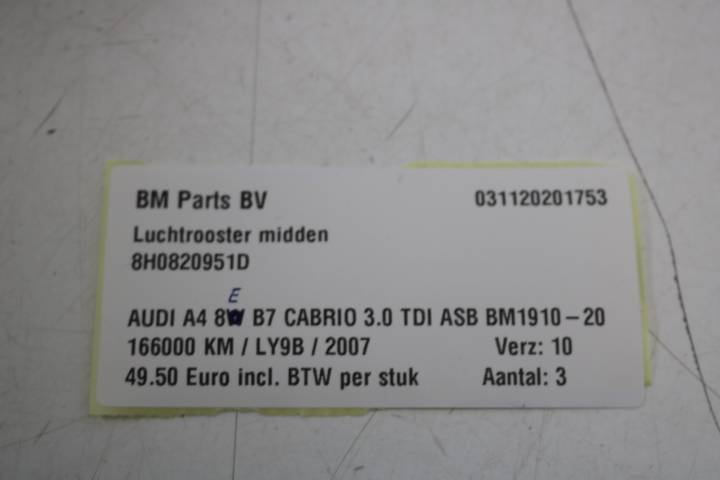 BM Parts BV 031120201753
Luchtrooster midden
8H0820951D
E
AUDI A4 8W B7 CABRIO 3.0 TDI ASB BM1910-20
166000 KM / LY9B / 2007 Verz: 10
49.50 Euro incl. BTW per stuk Aantal: 3